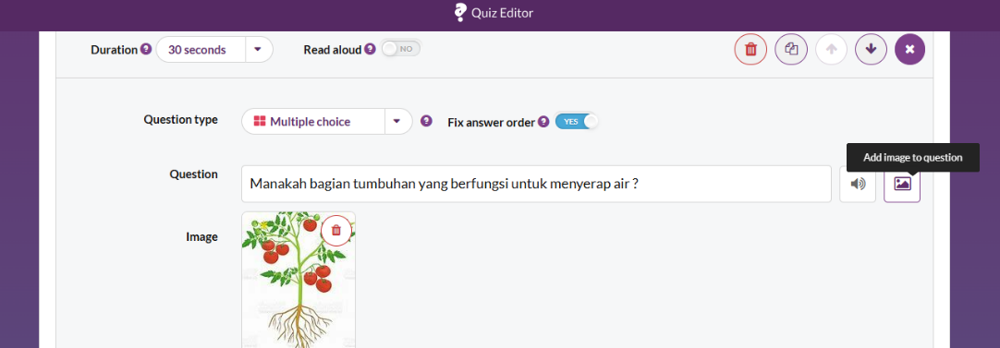 Quiz Editor
Duration 30 seconds Read aloud NO
Question type Multiple choice Fix answer order YES
Add image to question
Question Manakah bagian tumbuhan yang berfungsi untuk menyerap air ?
Image